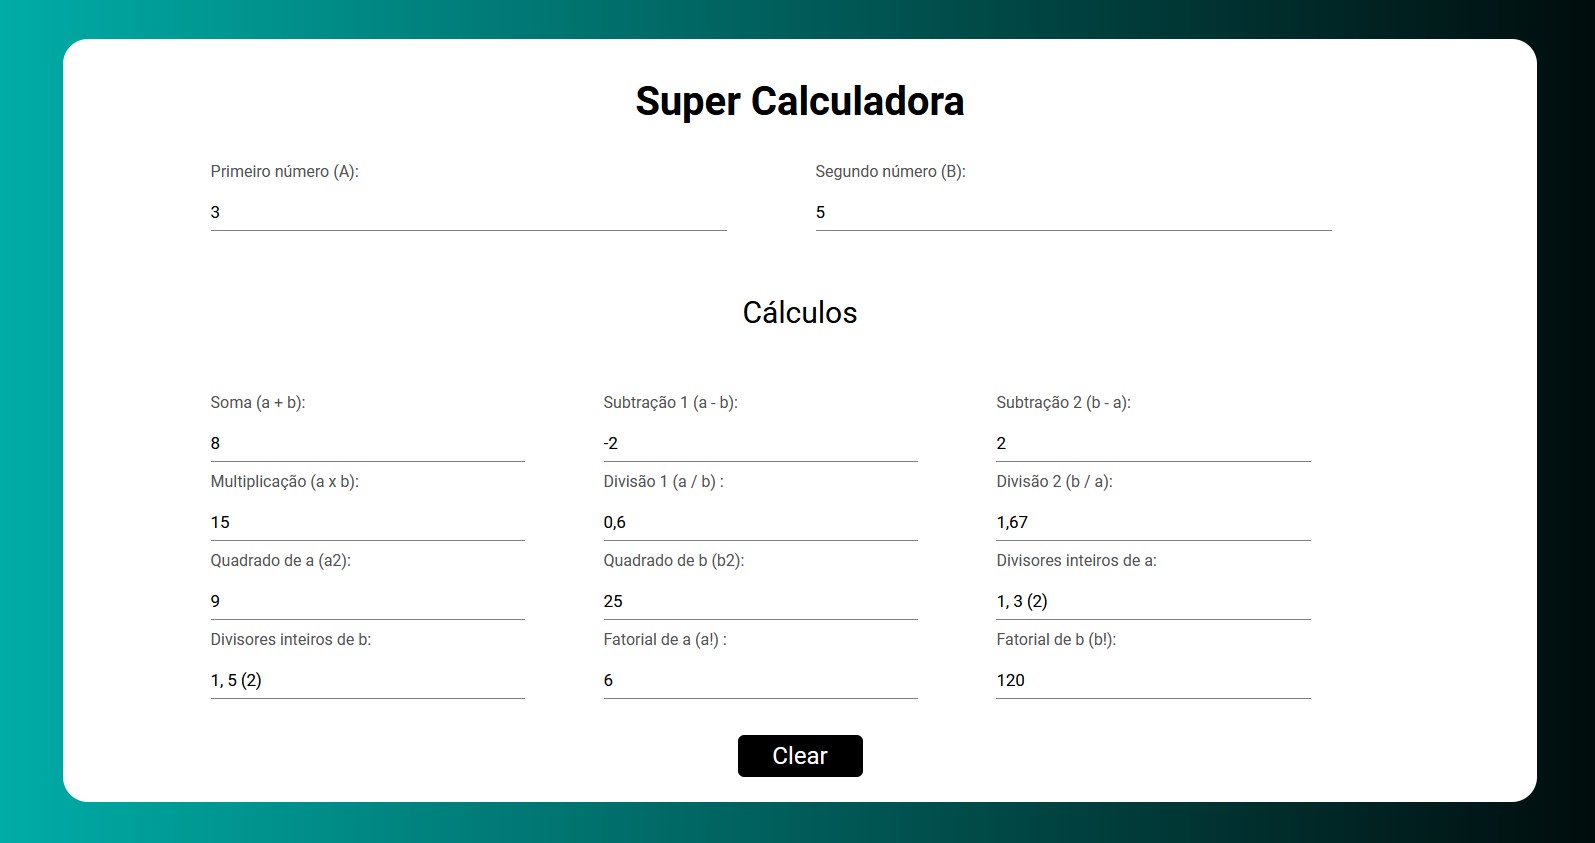 Super Calculadora
Primeiro número (A): Segundo número (B):
3 5
Cálculos
Soma (a + b): Subtração 1 (a - b): Subtração 2 (b - a):
8 -2 2
Multiplicação (a x b): Divisão 1 (a / b) : Divisão 2 (b / a):
15 0,6 1,67
Quadrado de a (a2): Quadrado de b (b2): Divisores inteiros de a:
9 25 1, 3 (2)
Divisores inteiros de b: Fatorial de a (a!) : Fatorial de b (b!):
1, 5 (2) 6 120
Clear